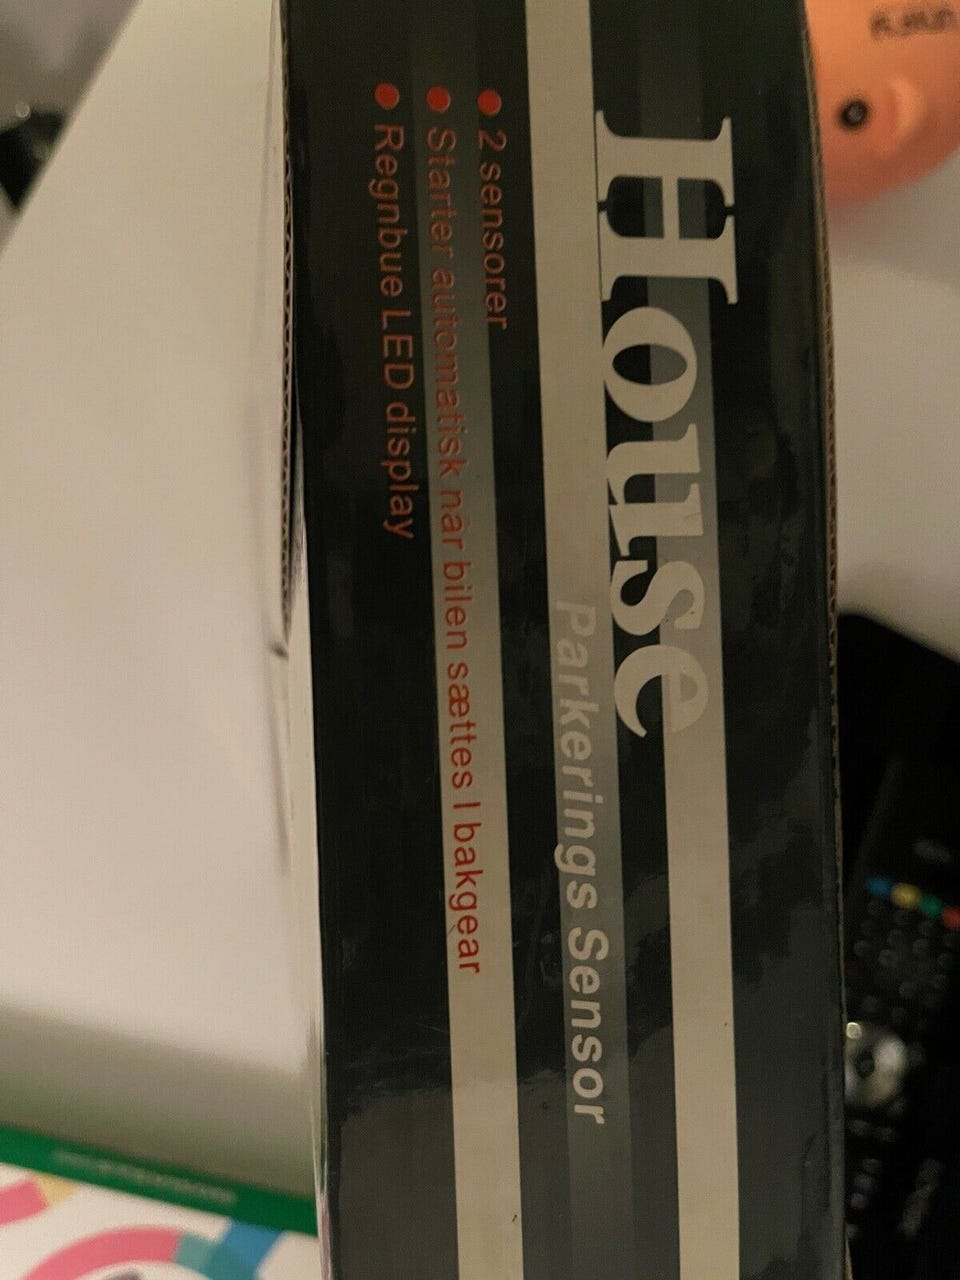 House
Parkerings Sensor
2 sensorer
Starter automatisk når bilen sættes I bakgear
Regnbue LED display